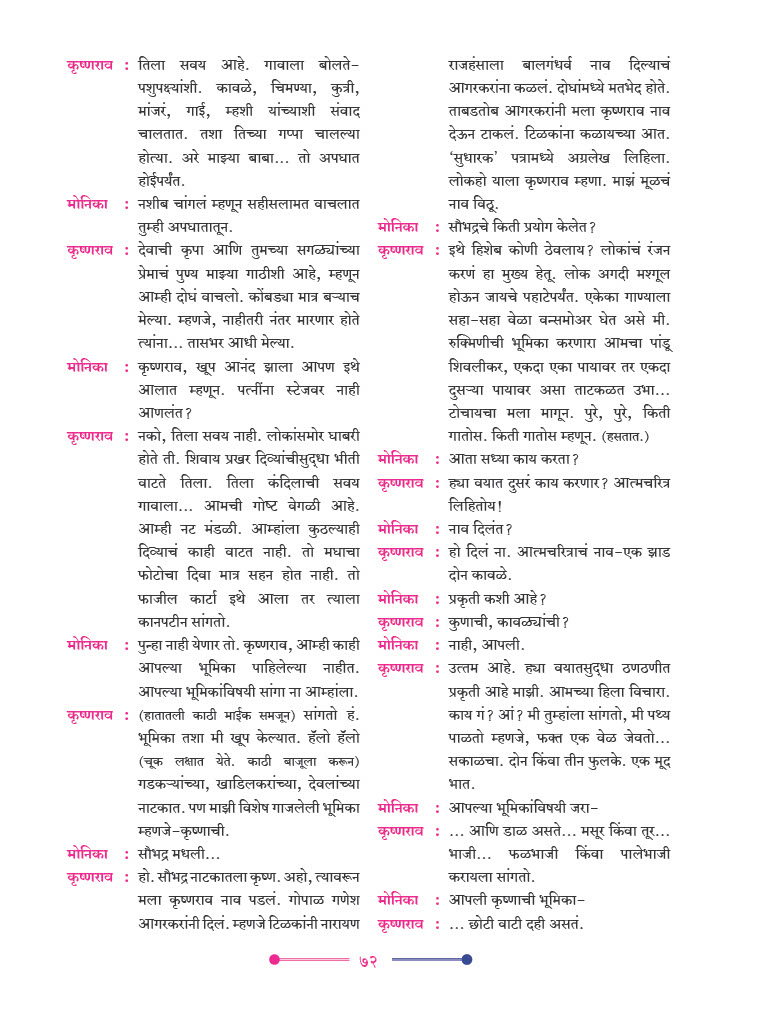 कृष्णराव : तिला सवय आहे. गावाला बोलते-
पशुपक्ष्यांशी. कावळे, चिमण्या, कुत्री,
मांजरं, गाई, म्हशी यांच्याशी संवाद
चालतात. तशा तिच्या गप्पा चालल्या
होत्या. अरे माझ्या बाबा... तो अपघात
होईपर्यंत.
मोनिका : नशीब चांगलं म्हणून सहीसलामत वाचलात
तुम्ही अपघातातून.
कृष्णराव : देवाची कृपा आणि तुमच्या सगळ्यांच्या
प्रेमाचं पुण्य माझ्या गाठीशी आहे, म्हणून
आम्ही दोघं वाचलो. कोंबड्या मात्र बऱ्याच
मेल्या. म्हणजे, नाहीतरी नंतर मारणार होते
त्यांना... तासभर आधी मेल्या.
मोनिका : कृष्णराव, खूप आनंद झाला आपण इथे
आलात म्हणून. पत्नींना स्टेजवर नाही
आणलंत?
कृष्णराव : नको, तिला सवय नाही. लोकांसमोर घाबरी
होते ती. शिवाय प्रखर दिव्यांचीसुद्धा भीती
वाटते तिला. तिला कंदिलाची सवय
गावाला... आमची गोष्ट वेगळी आहे.
आम्ही नट मंडळी. आम्हांला कुठल्याही
दिव्याचं काही वाटत नाही. तो मघाचा
फोटोचा दिवा मात्र सहन होत नाही. तो
फाजील कार्टा इथे आला तर त्याला
कानपटीन सांगतो.
मोनिका : पुन्हा नाही येणार तो. कृष्णराव, आम्ही काही
आपल्या भूमिका पाहिलेल्या नाहीत.
आपल्या भूमिकांविषयी सांगा ना आम्हांला.
कृष्णराव : (हातातली काठी माईक समजून) सांगतो हं.
भूमिका तशा मी खूप केल्यात. हॅलो हॅलो
(चूक लक्षात येते. काठी बाजूला करून)
गडकऱ्यांच्या, खाडिलकरांच्या, देवलांच्या
नाटकात. पण माझी विशेष गाजलेली भूमिका
म्हणजे-कृष्णाची.
मोनिका : सौभद्र मधली...
कृष्णराव : हो. सौभद्र नाटकातला कृष्ण. अहो, त्यावरून
मला कृष्णराव नाव पडलं. गोपाळ गणेश
आगरकरांनी दिलं. म्हणजे टिळकांनी नारायण
राजहंसाला बालगंधर्व नाव दिल्याचं
आगरकरांना कळलं. दोघांमध्ये मतभेद होते.
ताबडतोब आगरकरांनी मला कृष्णराव नाव
देऊन टाकलं. टिळकांना कळायच्या आत.
‘सुधारक’ पत्रामध्ये अग्रलेख लिहिला.
लोकहो याला कृष्णराव म्हणा. माझं मूळचं
नाव विठू.
मोनिका : सौभद्रचे किती प्रयोग केलेत?
कृष्णराव : इथे हिशेब कोणी ठेवलाय? लोकांचं रंजन
करणं हा मुख्य हेतू. लोक अगदी मश्गूल
होऊन जायचे पहाटेपर्यंत. एकेका गाण्याला
सहा-सहा वेळा वन्समोअर घेत असे मी.
रुक्मिणीची भूमिका करणारा आमचा पांडू
शिवलीकर, एकदा एका पायावर तर एकदा
दुसऱ्या पायावर असा ताटकळत उभा...
टोचायचा मला मागून. पुरे, पुरे, किती
गातोस. किती गातोस म्हणून. (हसतात.)
मोनिका : आता सध्या काय करता?
कृष्णराव : ह्या वयात दुसरं काय करणार? आत्मचरित्र
लिहितोय!
मोनिका : नाव दिलंत?
कृष्णराव : हो दिलं ना. आत्मचरित्राचं नाव-एक झाड
दोन कावळे.
मोनिका : प्रकृती कशी आहे?
कृष्णराव : कुणाची, कावळ्यांची?
मोनिका : नाही, आपली.
कृष्णराव : उत्तम आहे. ह्या वयातसुद्धा ठणठणीत
प्रकृती आहे माझी. आमच्या हिला विचारा.
काय गं? आं? मी तुम्हांला सांगतो, मी पथ्य
पाळतो म्हणजे, फक्त एक वेळ जेवतो...
सकाळचा. दोन किंवा तीन फुलके. एक मूद
भात.
मोनिका : आपल्या भूमिकांविषयी जरा-
कृष्णराव : ... आणि डाळ असते... मसूर किंवा तूर...
भाजी... फळभाजी किंवा पालेभाजी
करायला सांगतो.
मोनिका : आपली कृष्णाची भूमिका-
कृष्णराव : ... छोटी वाटी दही असतं.
७२